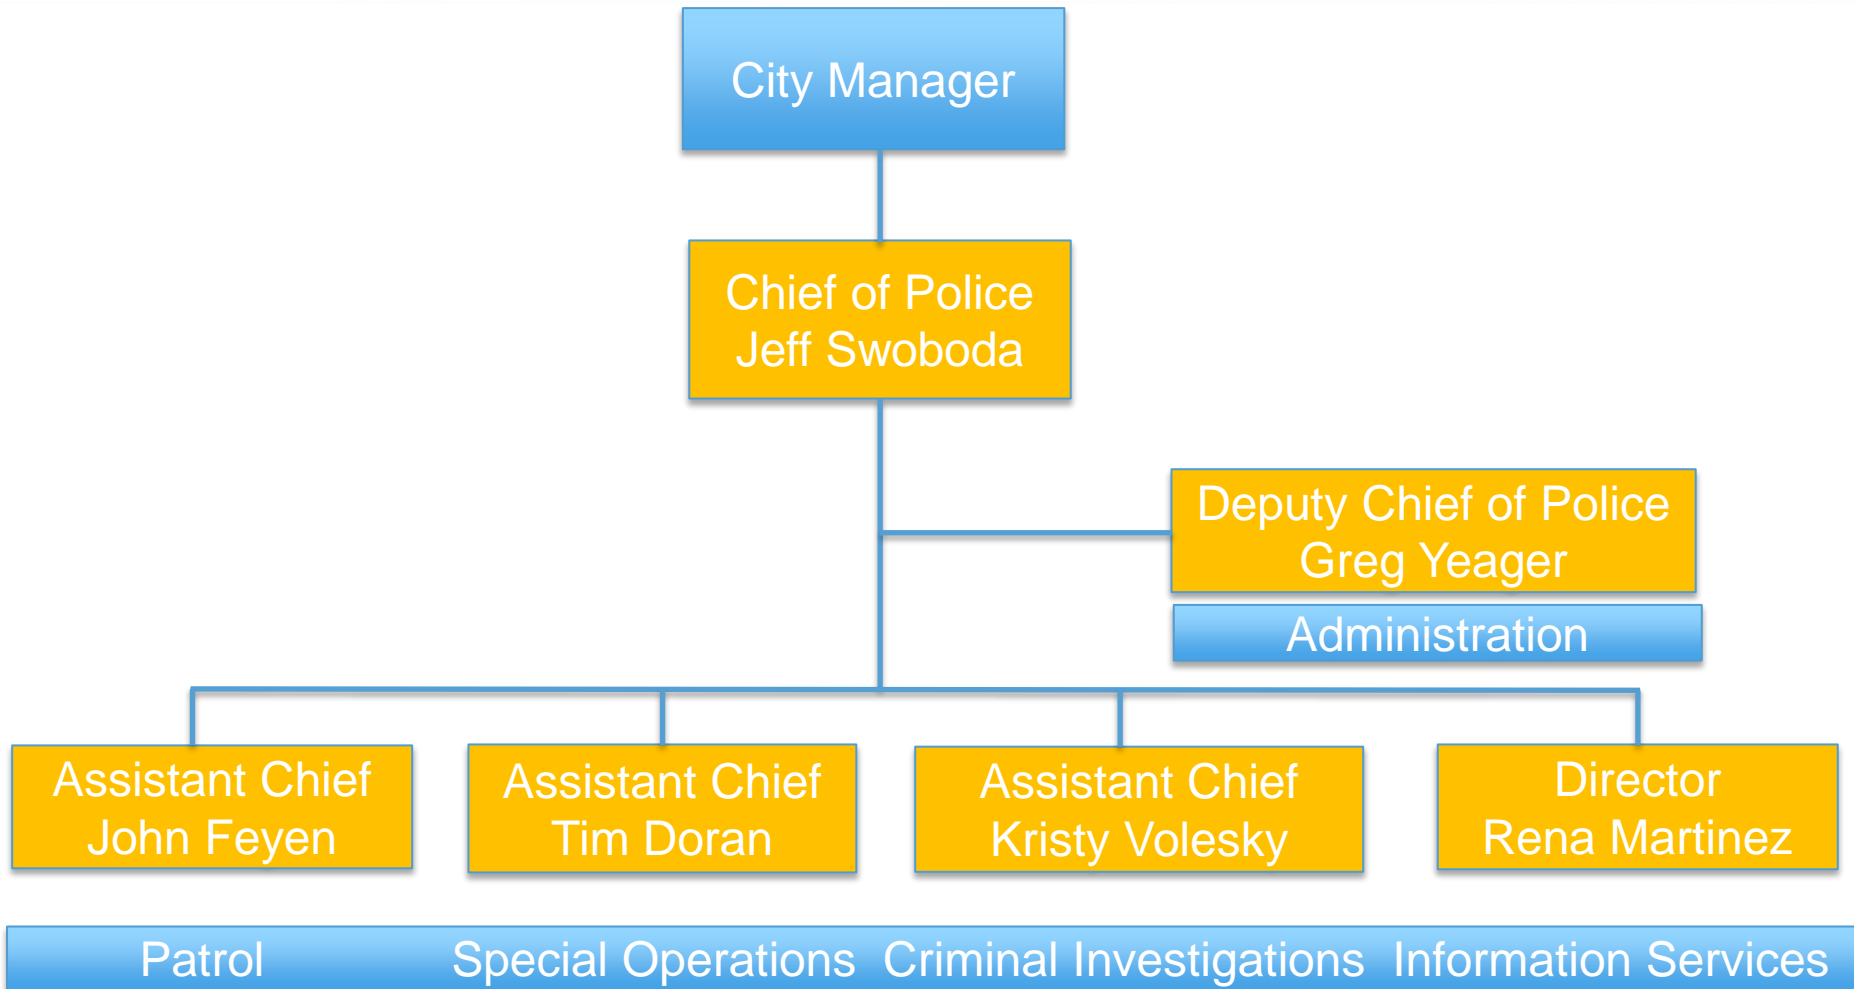 City Manager
Chief of Police
Jeff Swoboda
Deputy Chief of Police
Greg Yeager
Administration
Assistant Chief
John Feyen
Assistant Chief
Tim Doran
Assistant Chief
Kristy Volesky
Director
Rena Martinez
Patrol
Special Operations
Criminal Investigations
Information Services